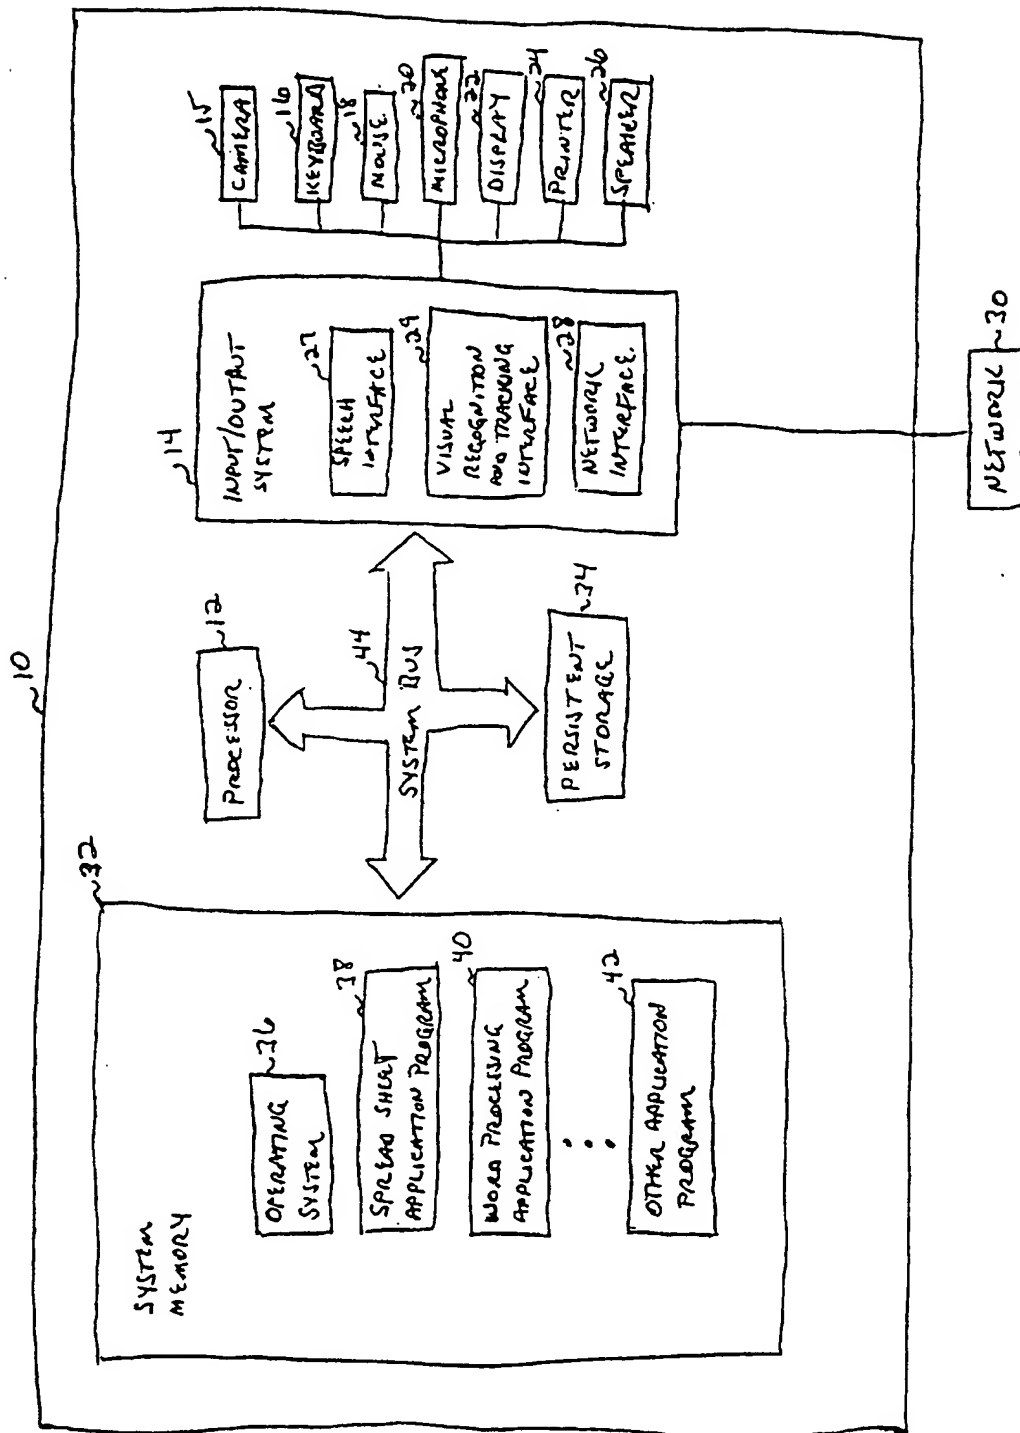 10
32
SYSTEM
MEMORY
OPERATING
SYSTEM
36
SPREAD SHEET
APPLICATION PROGRAM
38
WORD PROCESSING
APPLICATION PROGRAM
40
OTHER APPLICATION
PROGRAM
42
PROCESSOR
12
44
SYSTEM BUS
PERSISTENT
STORAGE
34
14
INPUT/OUTPUT
SYSTEM
27
SPEECH
INTERFACE
29
VISUAL
RECOGNITION
AND TRACKING
INTERFACE
28
NETWORK
INTERFACE
CAMERA
15
KEYBOARD
16
MOUSE
18
MICROPHONE
20
DISPLAY
22
PRINTER
24
SPEAKER
26
NETWORK
30